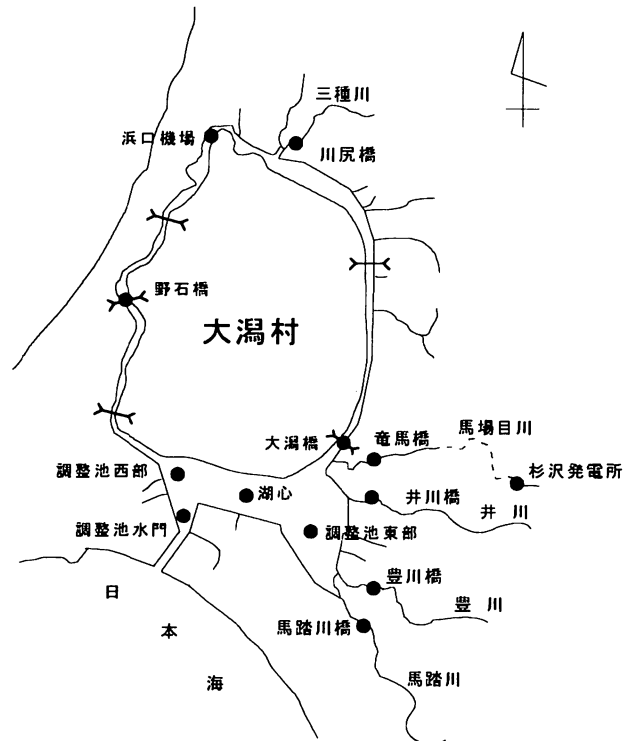 三種川
浜口機場
川尻橋
野石橋
大潟村
大潟橋
竜馬橋
馬場目川
杉沢発電所
調整池西部
湖心
井川橋
井川
調整池水門
調整池東部
豊川橋
豊川
馬踏川橋
馬踏川
日本海